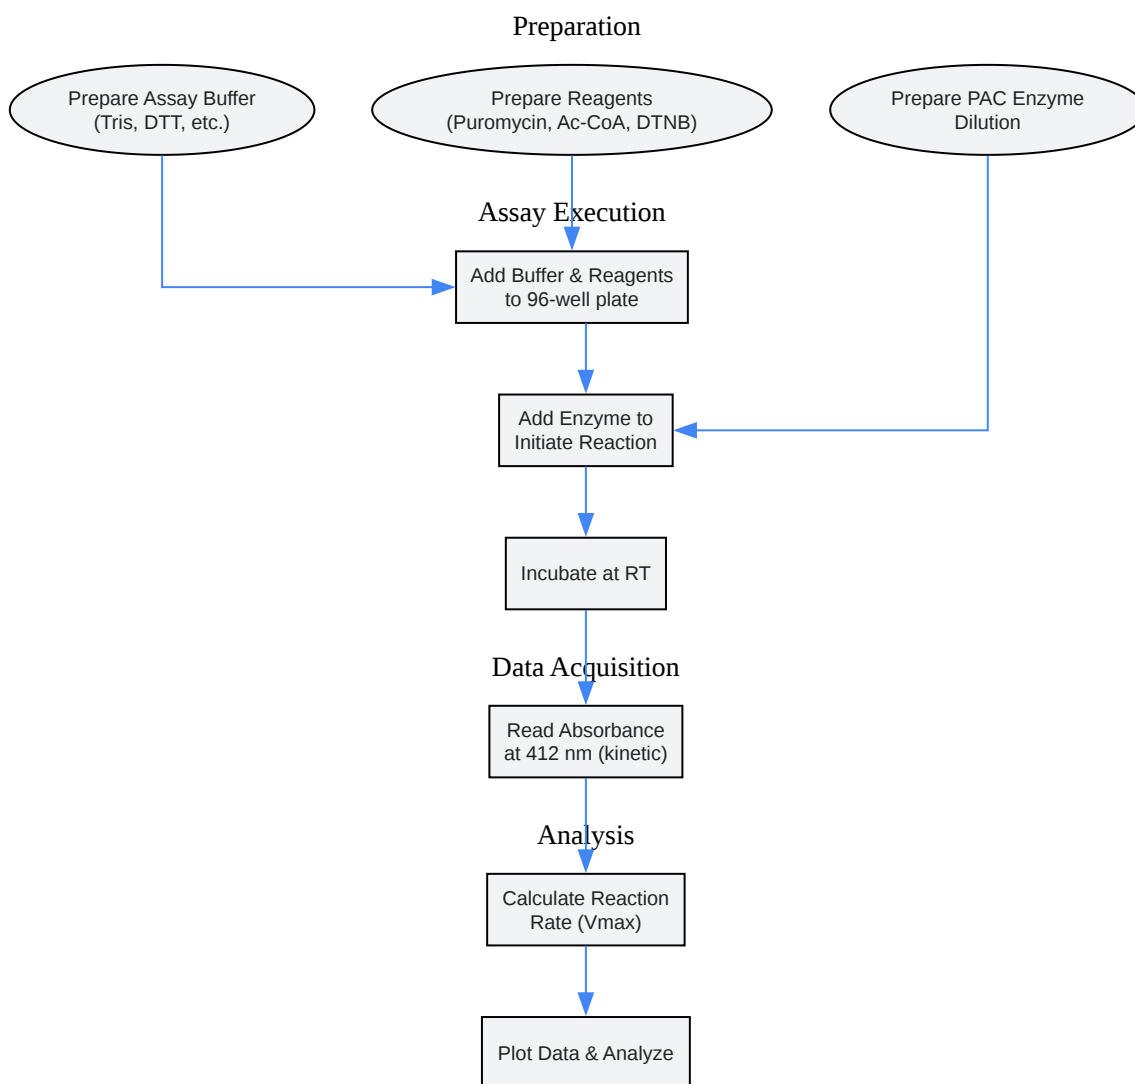 Preparation
Prepare Assay Buffer
(Tris, DTT, etc.)
Prepare Reagents
(Puromycin, Ac-CoA, DTNB)
Prepare PAC Enzyme
Dilution
Assay Execution
Add Buffer & Reagents
to 96-well plate
Add Enzyme to
Initiate Reaction
Incubate at RT
Data Acquisition
Read Absorbance
at 412 nm (kinetic)
Analysis
Calculate Reaction
Rate (Vmax)
Plot Data & Analyze